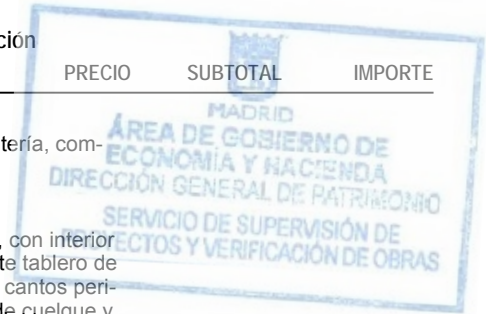 ción
PRECIO SUBTOTAL IMPORTE
MADRID
tería, com-
ÁREA DE GOBIERNO DE
ECONOMÍA Y HACIENDA
DIRECCIÓN GENERAL DE PATRIMONIO
SERVICIO DE SUPERVISIÓN DE
, con interior
PROYECTOS Y VERIFICACIÓN DE OBRAS
te tablero de
cantos peri-
de cuelgue y